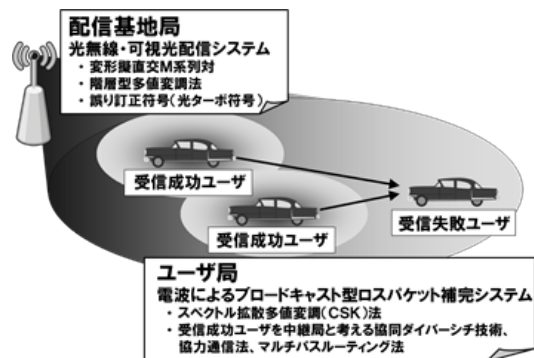 配信基地局
光無線・可視光配信システム
・変形擬直交M系列対
・階層型多値変調法
・誤り訂正符号(光ターボ符号)
受信成功ユーザ
受信成功ユーザ
受信失敗ユーザ
ユーザ局
電波によるブロードキャスト型ロスパケット補完システム
・スペクトル拡散多値変調(CSK)法
・受信成功ユーザを中継局と考える協同ダイバーシチ技術、
協力通信法、マルチパスルーティング法